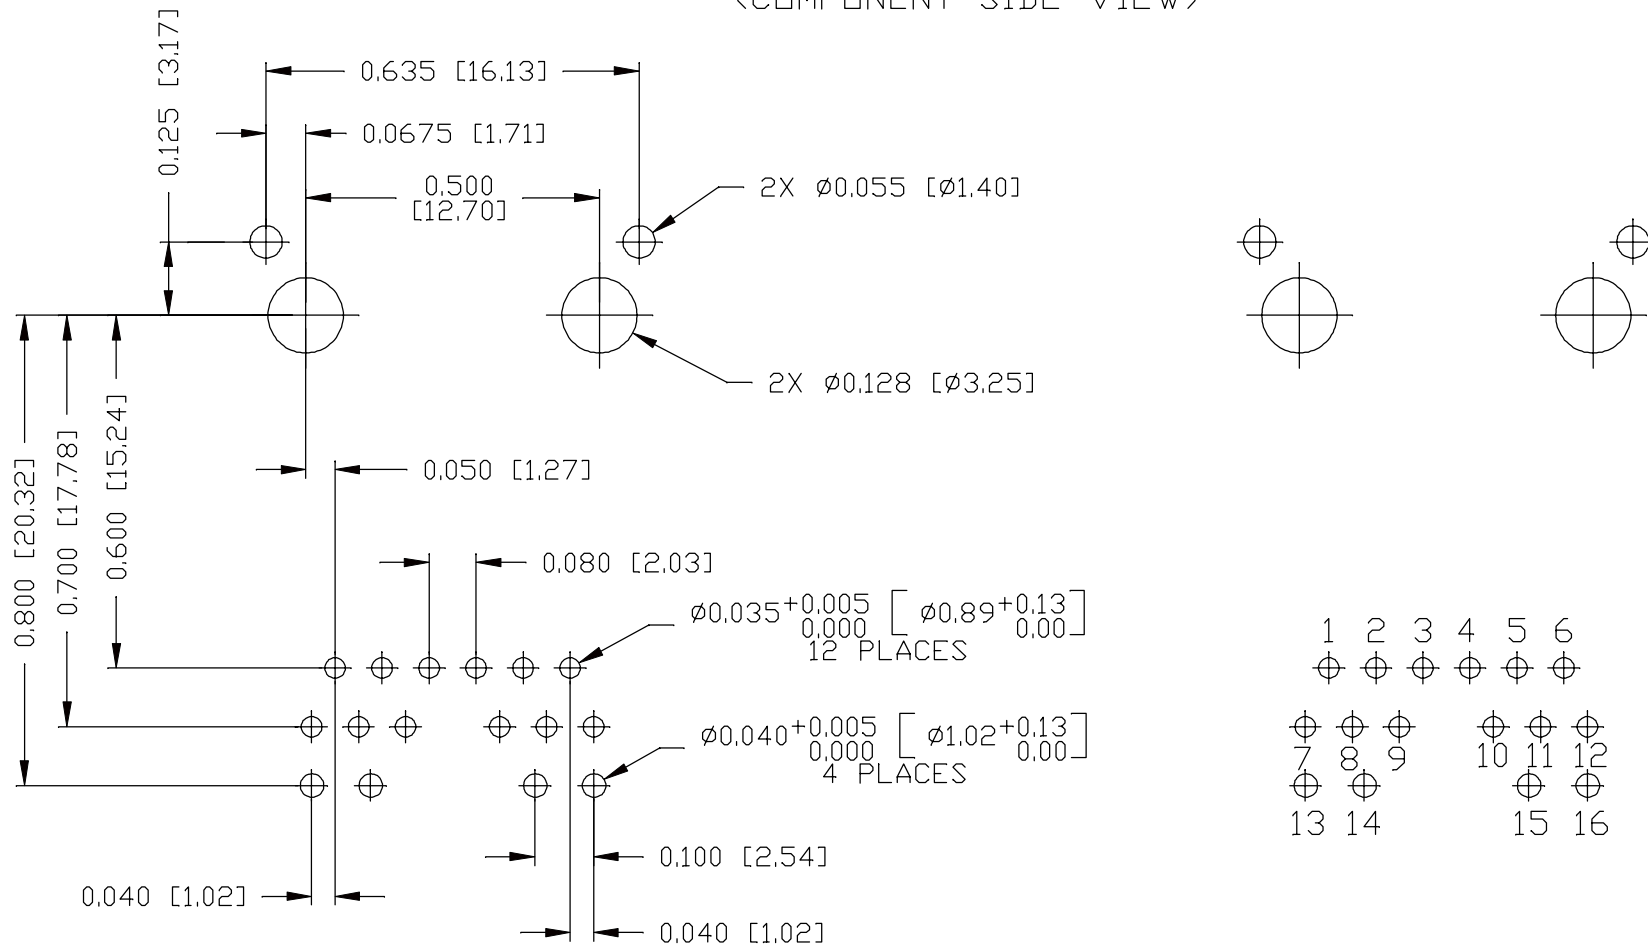 (COMPONENT SIDE VIEW)
0.125 [3.17]
0.635 [16.13]
0.0675 [1.71]
0.500
[12.70]
2X Ø0.055 [Ø1.40]
2X Ø0.128 [Ø3.25]
0.800 [20.32]
0.700 [17.78]
0.600 [15.24]
0.050 [1.27]
0.080 [2.03]
Ø0.035 +0.005 [Ø0.89 +0.13]
0.000 0.00
12 PLACES
Ø0.040 +0.005 [Ø1.02 +0.13]
0.000 0.00
4 PLACES
0.100 [2.54]
0.040 [1.02]
0.040 [1.02]
1 2 3 4 5 6
7 8 9 10 11 12
13 14 15 16